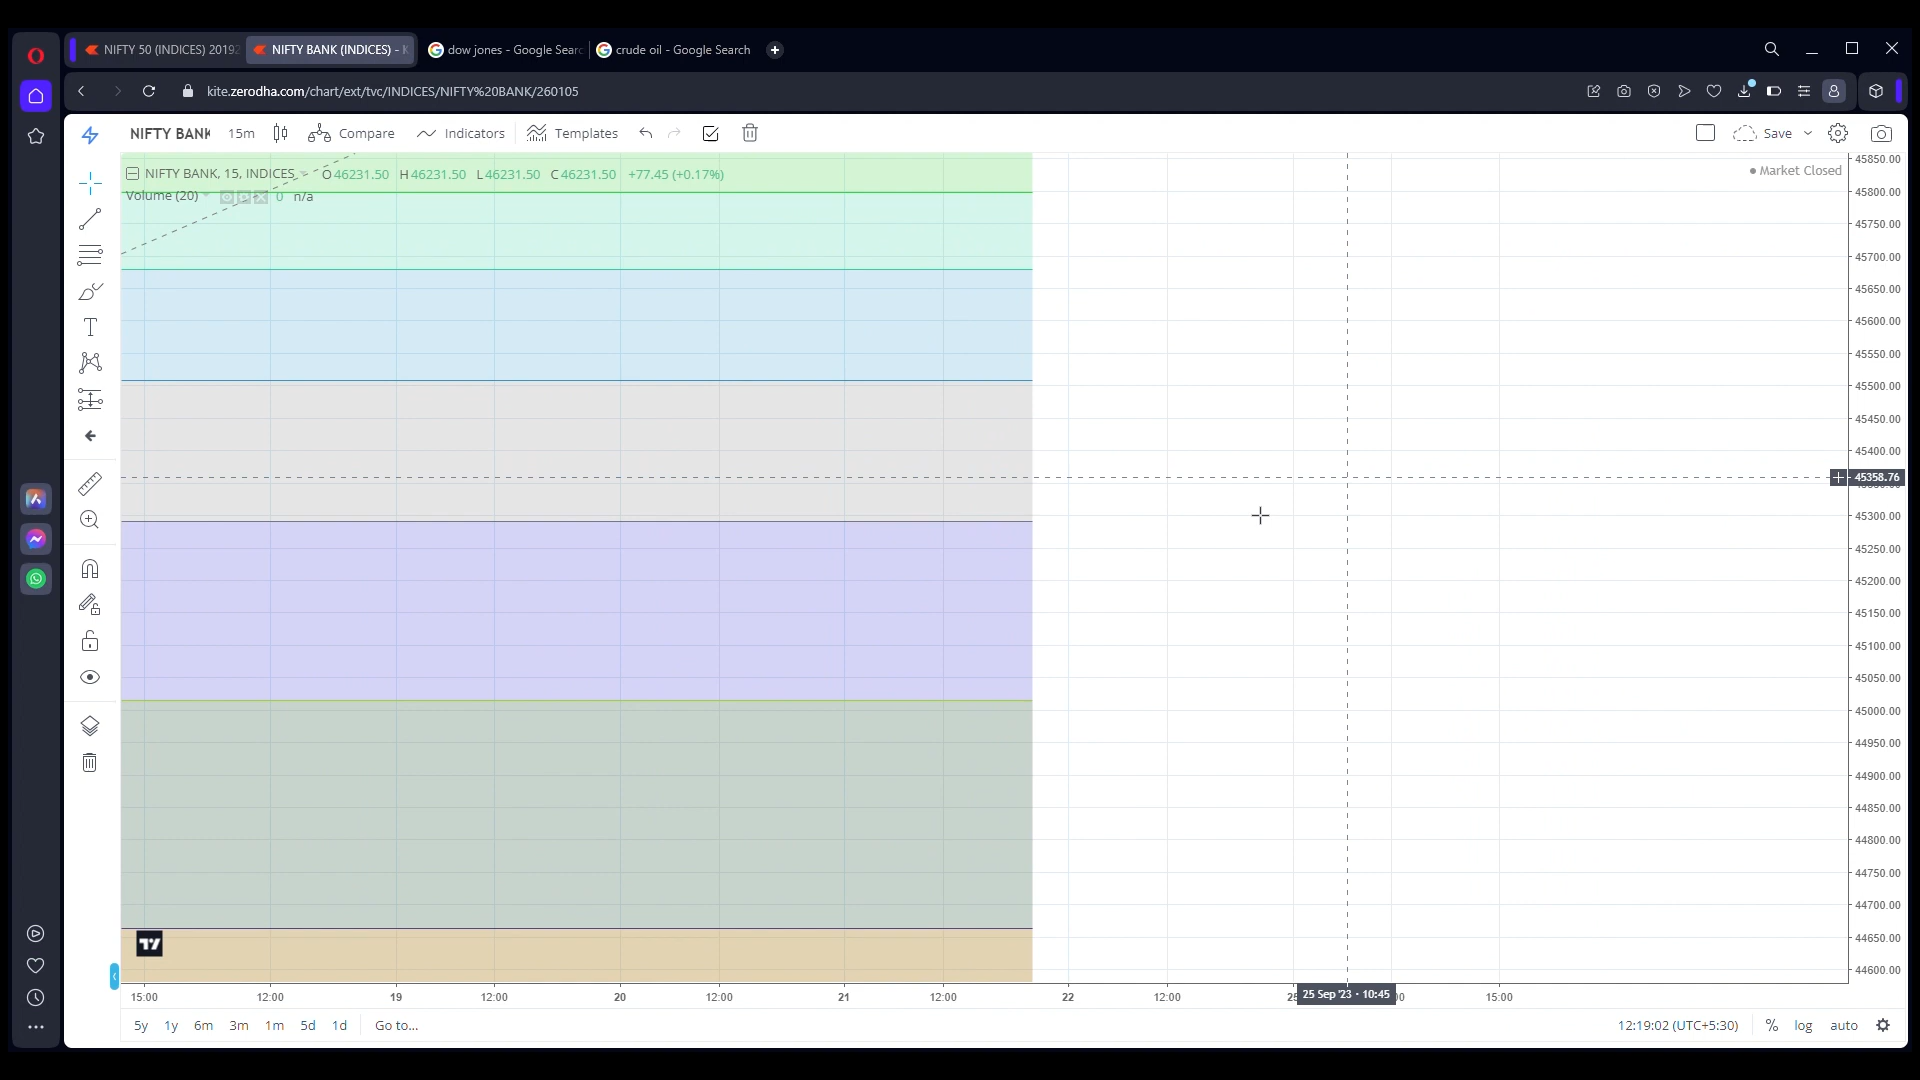 NIFTY 50 (INDICES) 20192
NIFTY BANK (INDICES) - K
dow jones - Google Searc
crude oil - Google Search
kite.zerodha.com/chart/ext/tvc/INDICES/NIFTY%20BANK/260105
NIFTY BANK 15m Compare Indicators Templates Save
NIFTY BANK, 15, INDICES O46231.50 H46231.50 L46231.50 C46231.50 +77.45 (+0.17%)
Market Closed
Volume (20) 0 n/a
45850.00
45800.00
45750.00
45700.00
45650.00
45600.00
45550.00
45500.00
45450.00
45400.00
45358.76
45300.00
45250.00
45200.00
45150.00
45100.00
45050.00
45000.00
44950.00
44900.00
44850.00
44800.00
44750.00
44700.00
44650.00
44600.00
15:00 12:00 19 12:00 20 12:00 21 12:00 22 12:00 25 Sep '23 · 10:45 15:00
5y 1y 6m 3m 1m 5d 1d Go to... 12:19:02 (UTC+5:30) % log auto